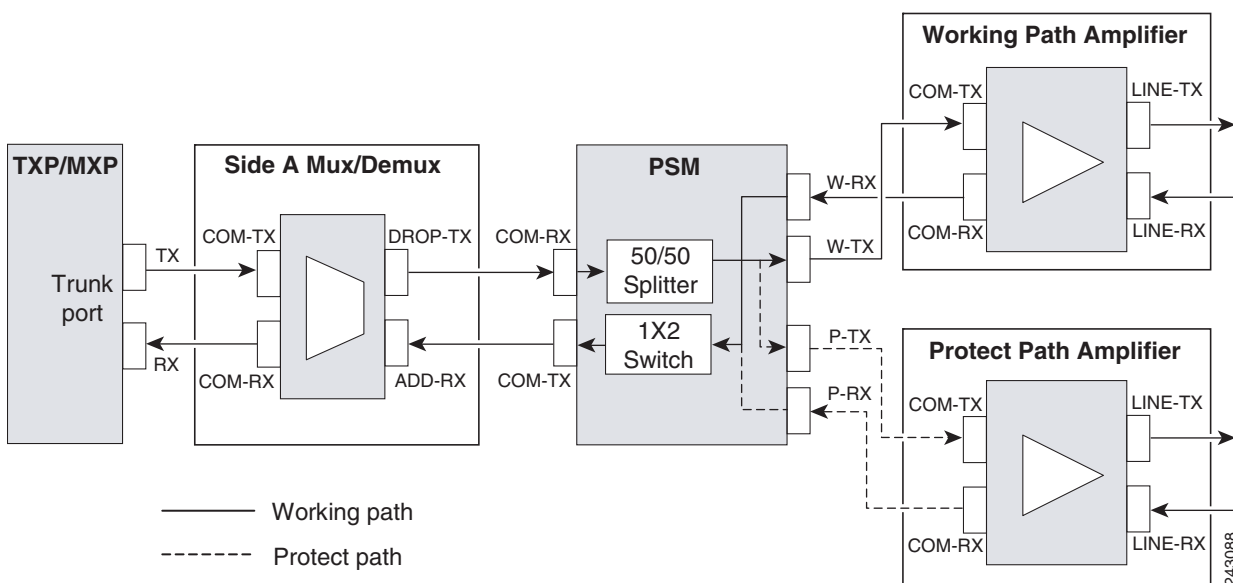 Working Path Amplifier
COM-TX
LINE-TX
COM-RX
LINE-RX
TXP/MXP
Trunk
port
TX
RX
Side A Mux/Demux
COM-TX
DROP-TX
COM-RX
ADD-RX
PSM
COM-RX
50/50
Splitter
1X2
Switch
COM-TX
W-RX
W-TX
P-TX
P-RX
Protect Path Amplifier
COM-TX
LINE-TX
COM-RX
LINE-RX
Working path
Protect path
243088